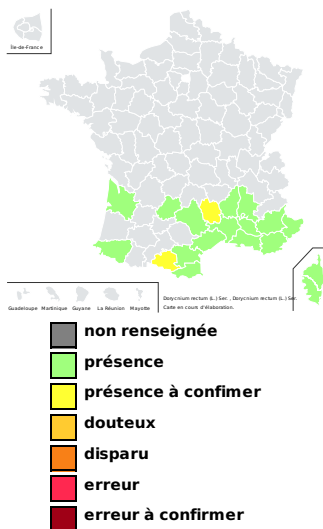 Île-de-France
Guadeloupe Martinique Guyane La Réunion Mayotte
Dorycnium rectum (L.) Ser. , Dorycnium rectum (L.) Ser.
Carte en cours d'élaboration.
non renseignée
présence
présence à confimer
douteux
disparu
erreur
erreur à confirmer